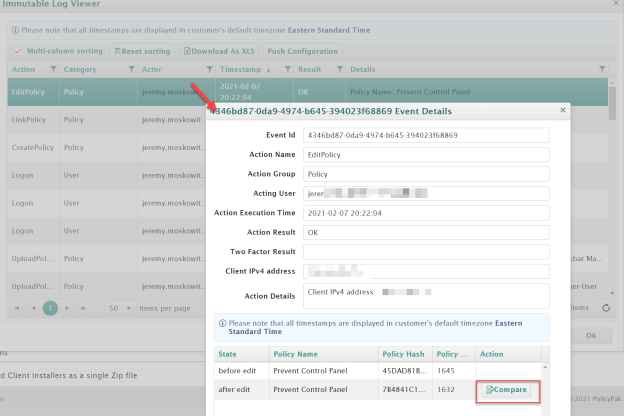 Immutable Log Viewer
Please note that all timestamps are displayed in customer's default timezone Eastern Standard Time
Multi-column sorting Reset sorting Download As XLS Push Configuration
Action Category Actor Timestamp ↓ Result Details
EditPolicy Policy jeremy.moskowit... 2021-02-07 20:22:04 OK Policy Name: Prevent Control Panel
LinkPolicy Policy jeremy.moskowit...
CreatePolicy Policy jeremy.moskowit...
Logon User jeremy.moskowit...
Logon User jeremy.moskowit...
Logon User jeremy.moskowit...
UploadPol... Policy jeremy.moskowit... bar Ma...
UploadPol... Policy jeremy.moskowit... ger-User
1 50 items per page items
OK
4346bd87-0da9-4974-b645-394023f68869 Event Details
Event Id 4346bd87-0da9-4974-b645-394023f68869
Action Name EditPolicy
Action Group Policy
Acting User jerer
Action Execution Time 2021-02-07 20:22:04
Action Result OK
Two Factor Result
Client IPv4 address
Action Details Client IPv4 address:
Please note that all timestamps are displayed in customer's default timezone Eastern
Standard Time
State Policy Name Policy Hash Policy ... Action
before edit Prevent Control Panel 45DAD81B... 1645
after edit Prevent Control Panel 7B4841C1... 1632 Compare
ns
d Client Installers as a single Zip file
-2021 PolicyPak